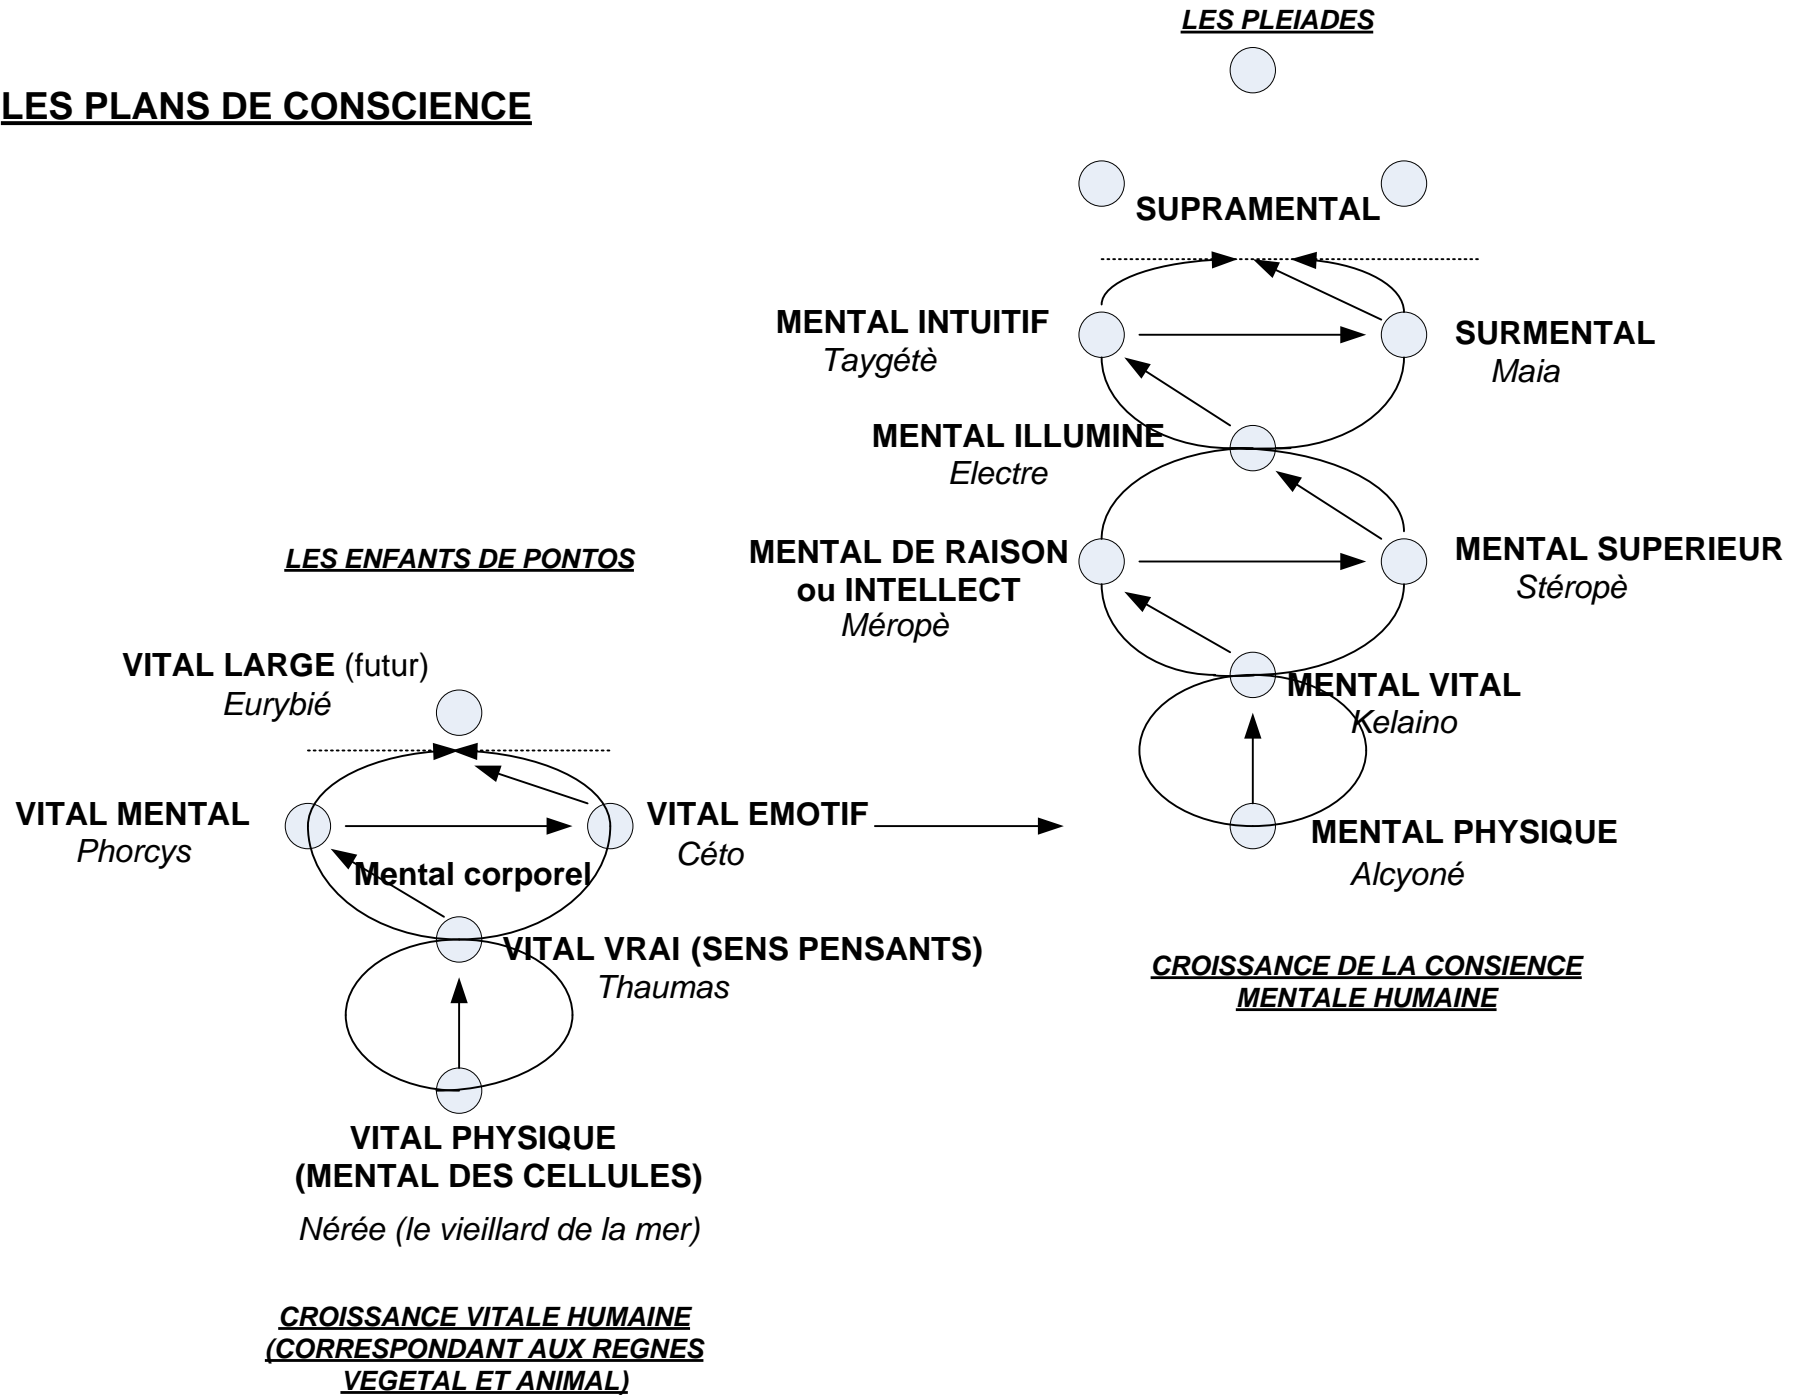 LES PLEIADES
LES PLANS DE CONSCIENCE
SUPRAMENTAL
MENTAL INTUITIF
Taygétè
SURMENTAL
Maia
MENTAL ILLUMINE
Electre
MENTAL DE RAISON
ou INTELLECT
Méropè
MENTAL SUPERIEUR
Stéropè
MENTAL VITAL
Kelaino
MENTAL PHYSIQUE
Alcyoné
CROISSANCE DE LA CONSIENCE
MENTALE HUMAINE
LES ENFANTS DE PONTOS
VITAL LARGE (futur)
Eurybié
VITAL MENTAL
Phorcys
VITAL EMOTIF
Céto
Mental corporel
VITAL VRAI (SENS PENSANTS)
Thaumas
VITAL PHYSIQUE
(MENTAL DES CELLULES)
Nérée (le vieillard de la mer)
CROISSANCE VITALE HUMAINE
(CORRESPONDANT AUX REGNES
VEGETAL ET ANIMAL)